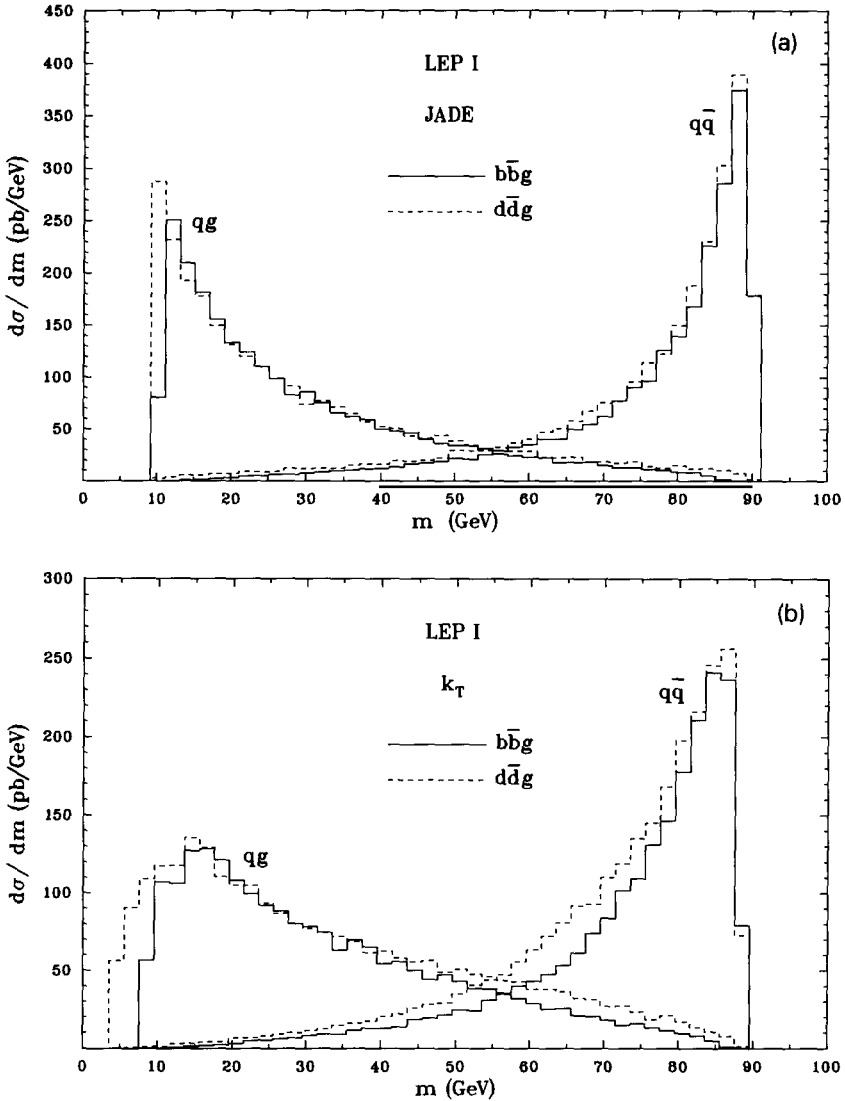 (a)
LEP I
JADE
bb̄g
dd̄g
qg
qq̄
dσ/ dm (pb/GeV)
450
400
350
300
250
200
150
100
50
0 10 20 30 40 50 60 70 80 90 100
m (GeV)
(b)
LEP I
k_T
bb̄g
dd̄g
qg
qq̄
dσ/ dm (pb/GeV)
300
250
200
150
100
50
0 10 20 30 40 50 60 70 80 90 100
m (GeV)